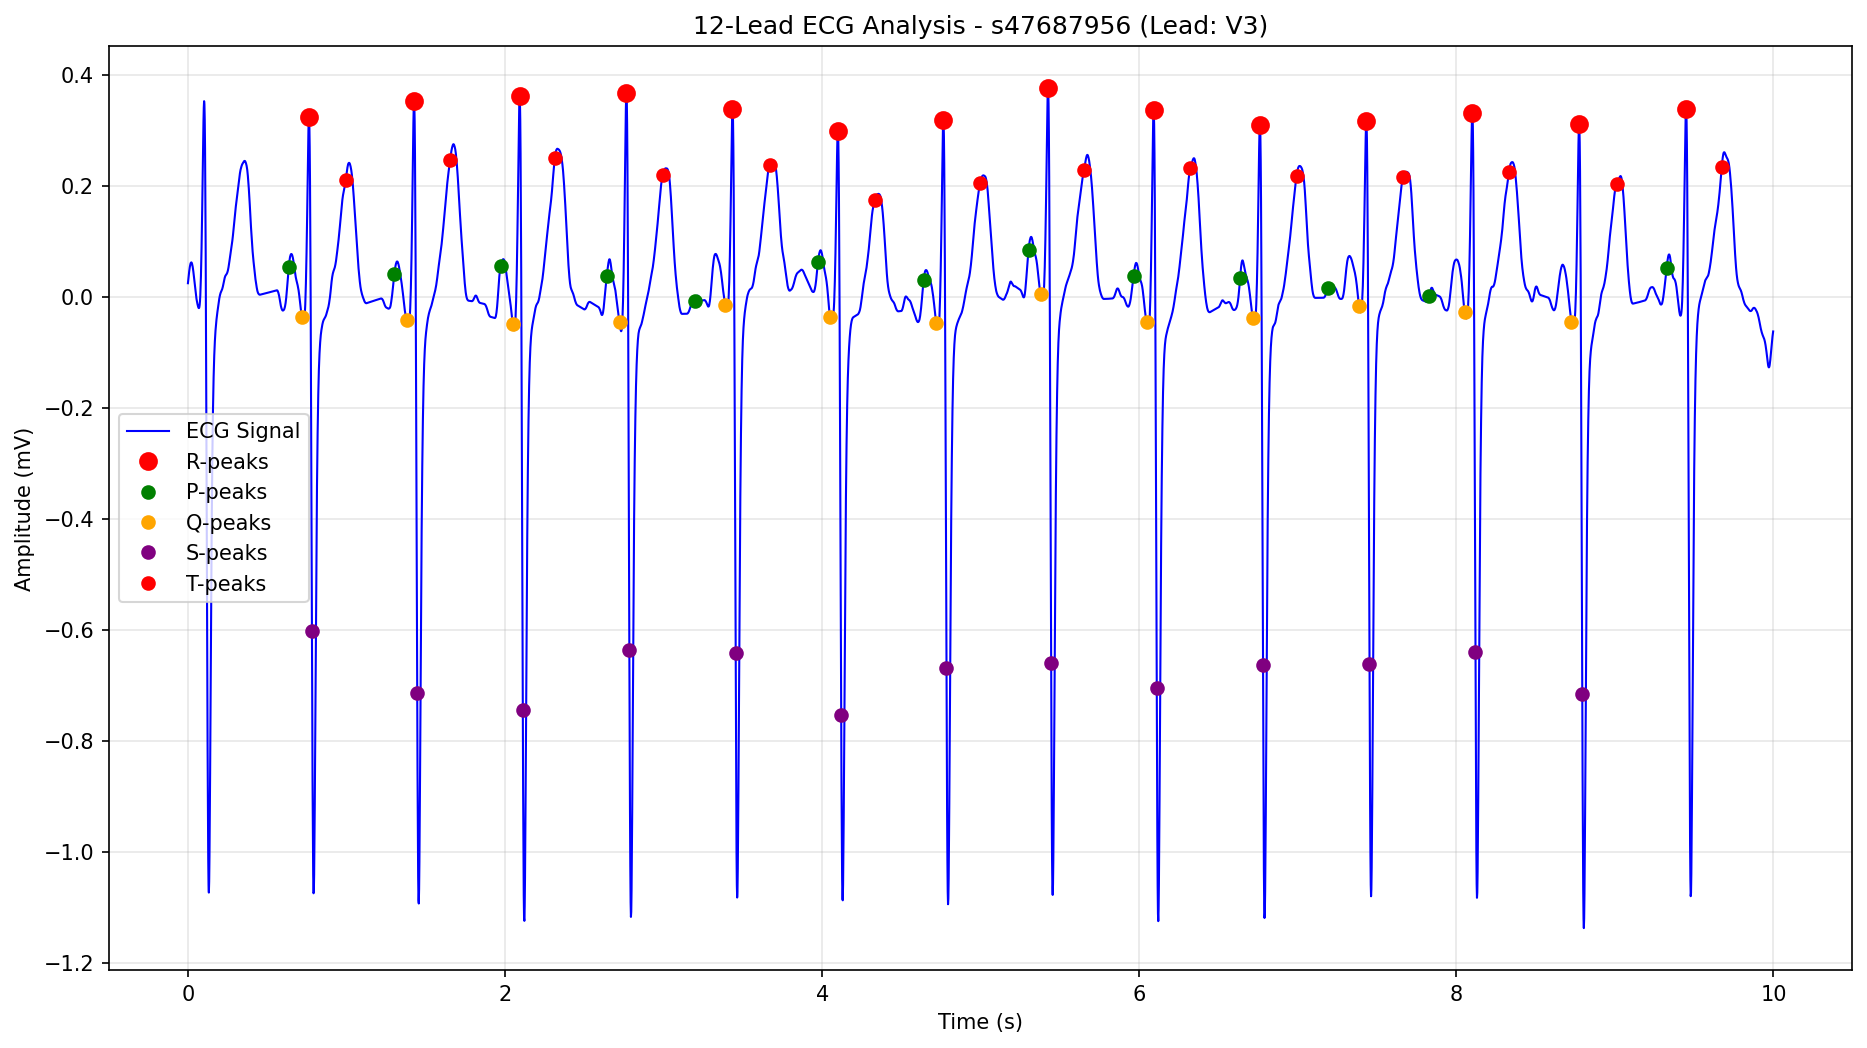 12-Lead ECG Analysis - s47687956 (Lead: V3)
Amplitude (mV)
0.4
0.2
0.0
−0.2
−0.4
−0.6
−0.8
−1.0
−1.2
ECG Signal
R-peaks
P-peaks
Q-peaks
S-peaks
T-peaks
0 2 4 6 8 10
Time (s)